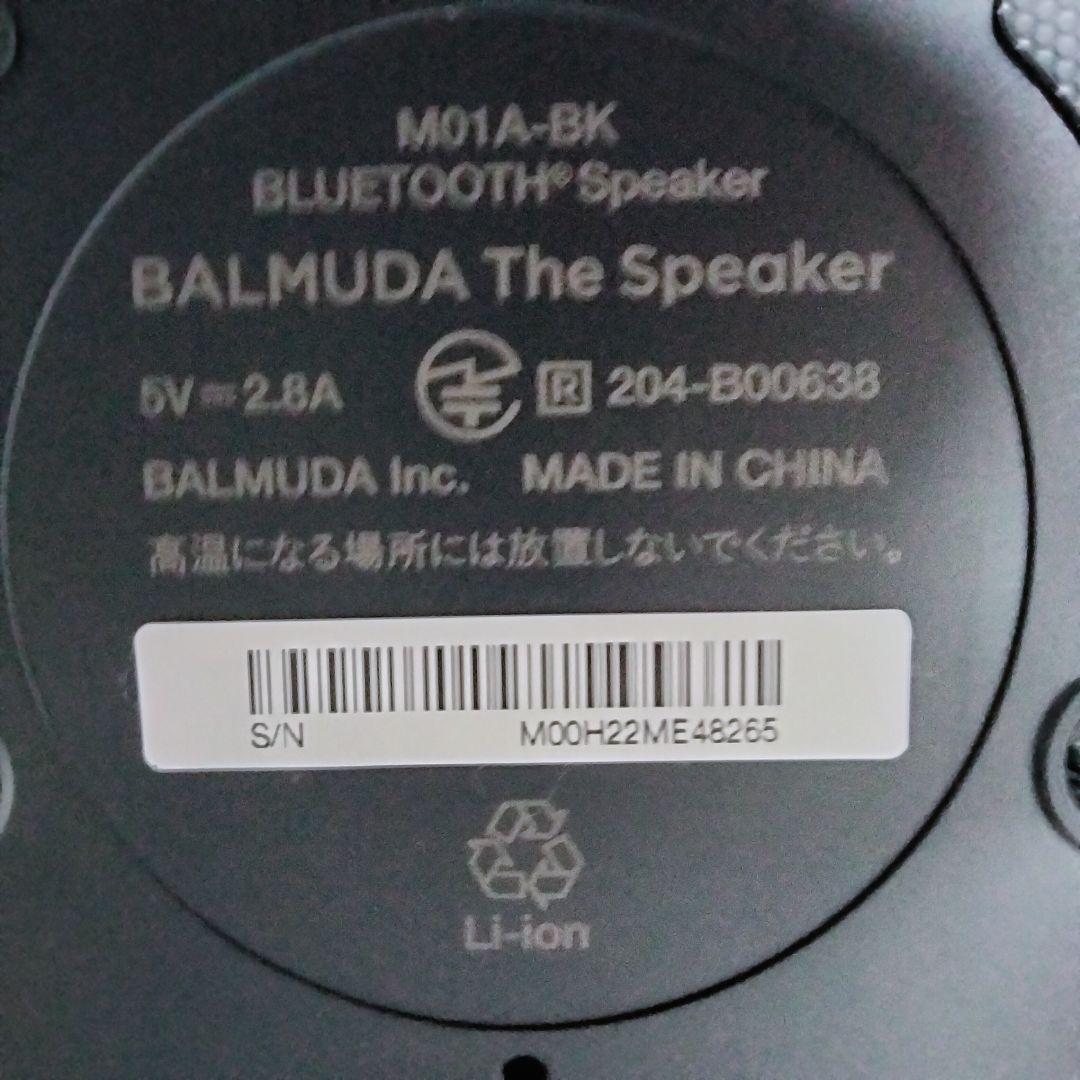 M01A-BK
BLUETOOTH® Speaker
BALMUDA The Speaker
5V⎓2.8A R 204-B00638
BALMUDA Inc. MADE IN CHINA
高温になる場所には放置しないでください。
S/N M00H22ME48265
Li-ion